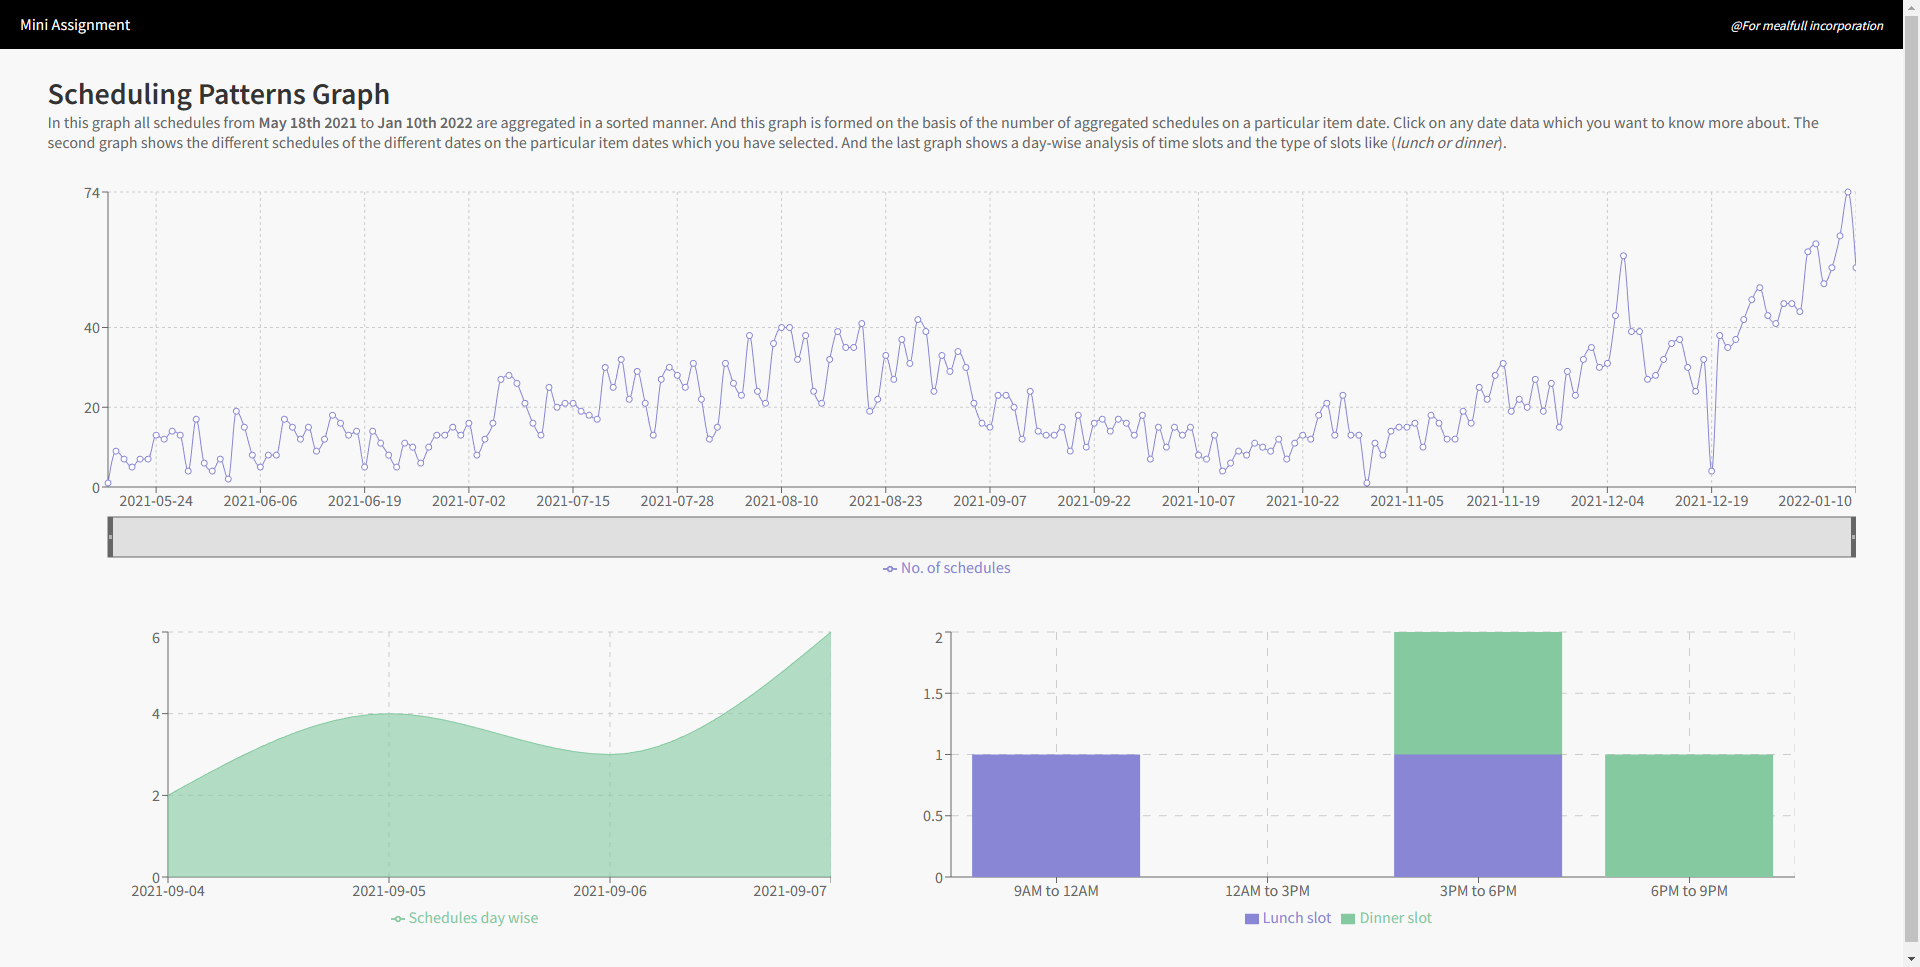 Mini Assignment
@For mealfull incorporation
Scheduling Patterns Graph
In this graph all schedules from May 18th 2021 to Jan 10th 2022 are aggregated in a sorted manner. And this graph is formed on the basis of the number of aggregated schedules on a particular item date. Click on any date data which you want to know more about. The
second graph shows the different schedules of the different dates on the particular item dates which you have selected. And the last graph shows a day-wise analysis of time slots and the type of slots like (lunch or dinner).
74
40
20
0
2021-05-24 2021-06-06 2021-06-19 2021-07-02 2021-07-15 2021-07-28 2021-08-10 2021-08-23 2021-09-07 2021-09-22 2021-10-07 2021-10-22 2021-11-05 2021-11-19 2021-12-04 2021-12-19 2022-01-10
No. of schedules
6
4
2
0
2021-09-04 2021-09-05 2021-09-06 2021-09-07
Schedules day wise
2
1.5
1
0.5
0
9AM to 12AM 12AM to 3PM 3PM to 6PM 6PM to 9PM
Lunch slot Dinner slot